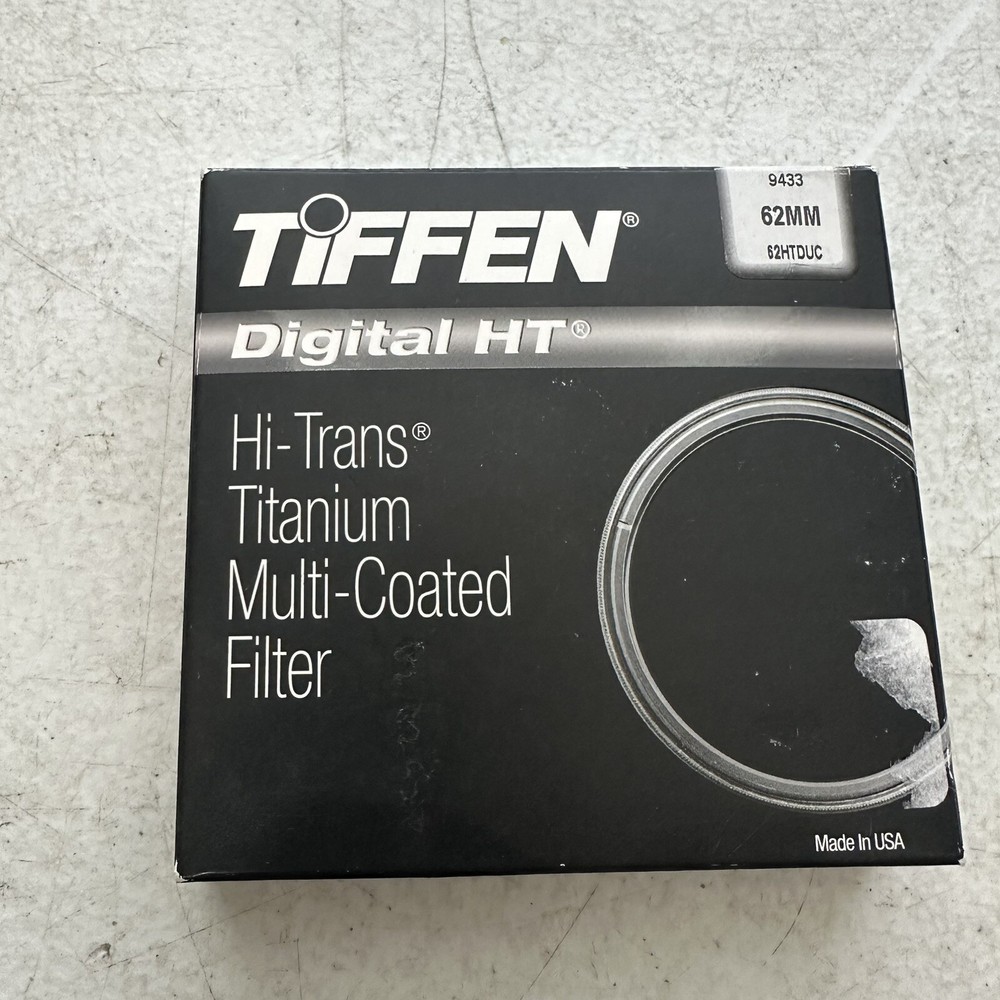 TiFFEN®
9433
62MM
62HTDUC
Digital HT®
Hi-Trans®
Titanium
Multi-Coated
Filter
Made In USA